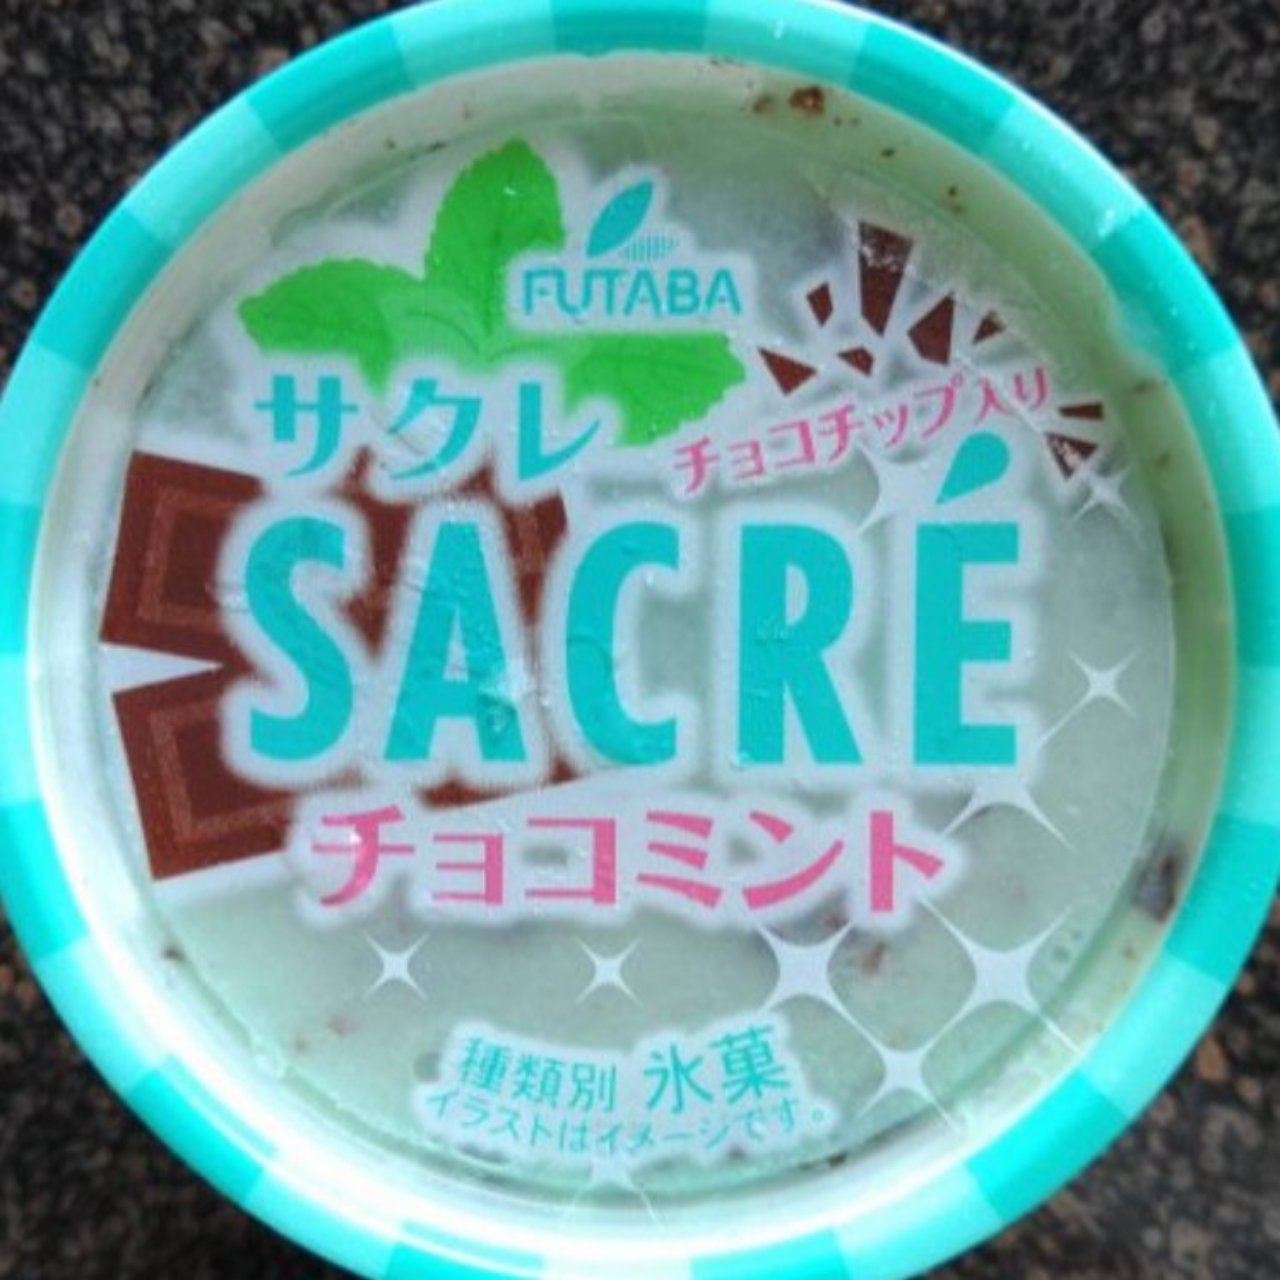 FUTABA
サクレ
チョコチップ入り
SACRÉ
チョコミント
種類別 氷菓
イラストはイメージです。